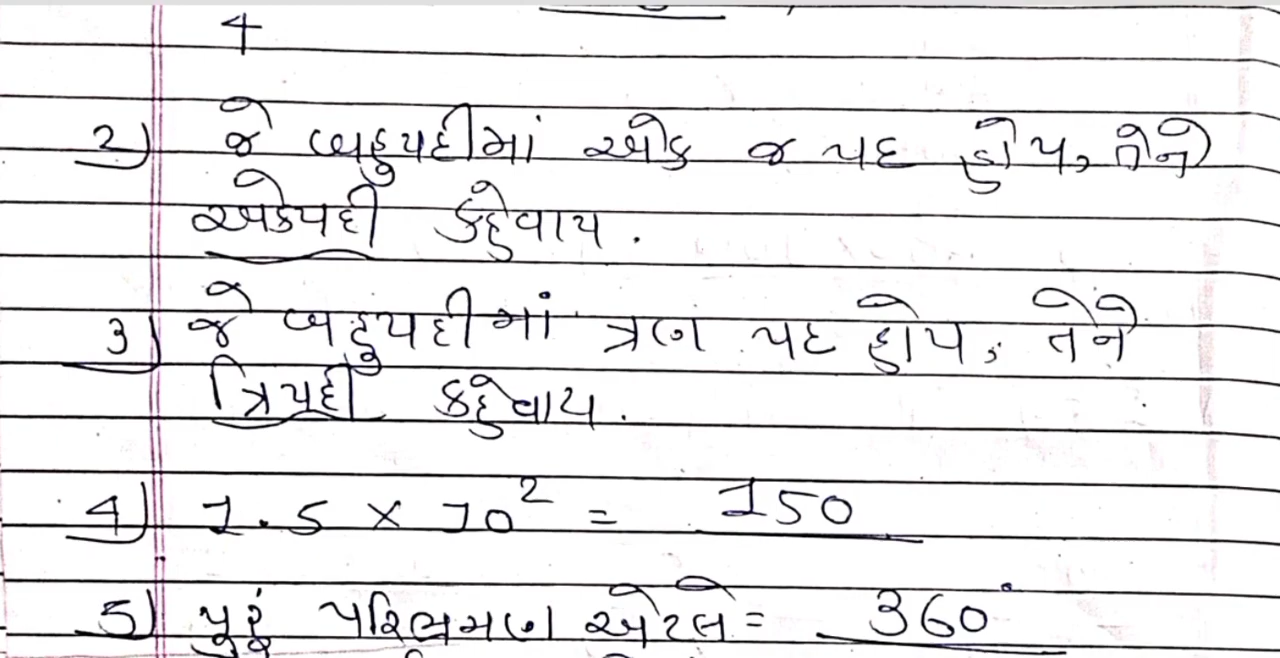 4
2) જે બહુપદીમાં એક જ પદ હોય, તેને
એકપદી કહેવાય.
3) જે બહુપદીમાં ત્રણ પદ હોય, તેને
ત્રિપદી કહેવાય.
4) 1.5 × 10² = 150
5) પૂરું પરિભ્રમણ એટલે = 360°